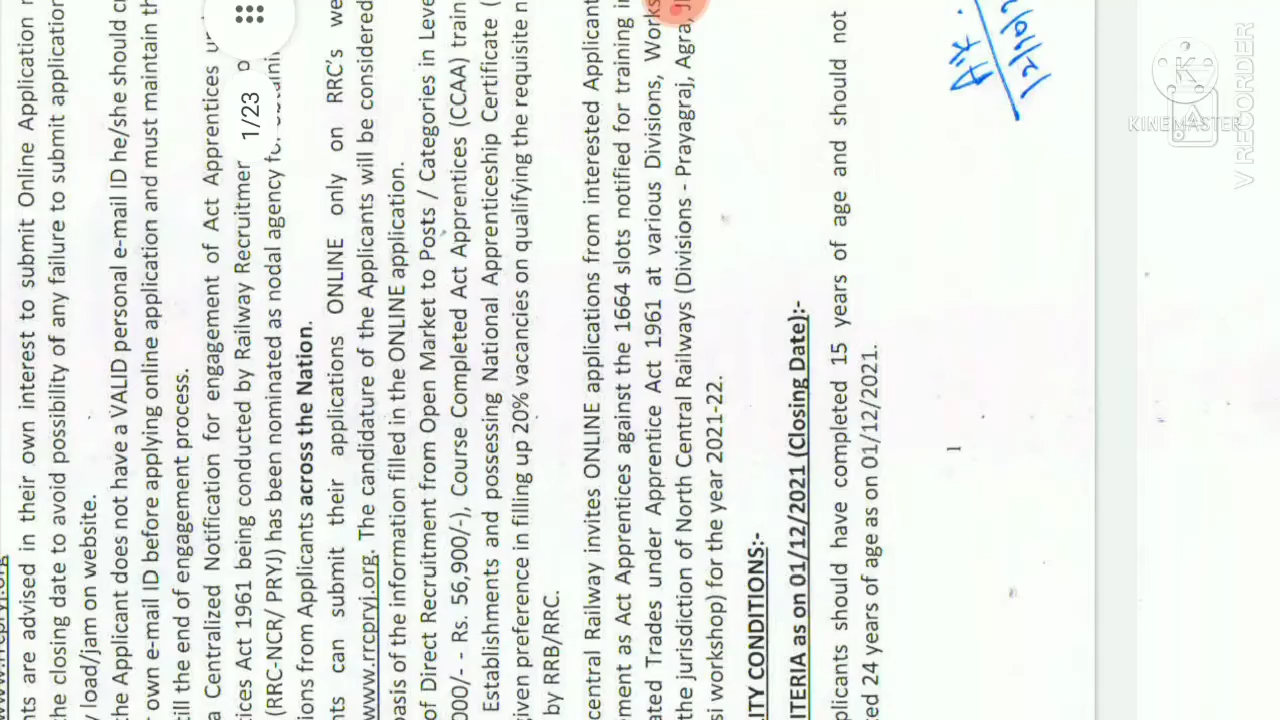 nts are advised in their own interest to submit Online Application
the closing date to avoid possibility of any failure to submit application
y load/jam on website.
the Applicant does not have a VALID personal e-mail ID he/she should
r own e-mail ID before applying online application and must maintain
till the end of engagement process.
a Centralized Notification for engagement of Act Apprentices
tices Act 1961 being conducted by Railway Recruitmen
(RRC-NCR/ PRYJ) has been nominated as nodal agency
ions from Applicants across the Nation.
nts can submit their applications ONLINE only on RRC's we
www.rrcpryj.org. The candidature of the Applicants will be considered
basis of the information filled in the ONLINE application.
of Direct Recruitment from Open Market to Posts / Categories in Leve
000/- - Rs. 56,900/-), Course Completed Act Apprentices (CCAA) train
Establishments and possessing National Apprenticeship Certificate (
given preference in filling up 20% vacancies on qualifying the requisite
by RRB/RRC.
central Railway invites ONLINE applications from interested Applicant
ment as Act Apprentices against the 1664 slots notified for training
ated Trades under Apprentice Act 1961 at various Divisions, Works
the jurisdiction of North Central Railways (Divisions - Prayagraj, Agra,
si workshop) for the year 2021-22.
LITY CONDITIONS:-
ITERIA as on 01/12/2021 (Closing Date):-
plicants should have completed 15 years of age and should not
ed 24 years of age as on 01/12/2021.
1
1/23
KINEMASTER
V RECORDER